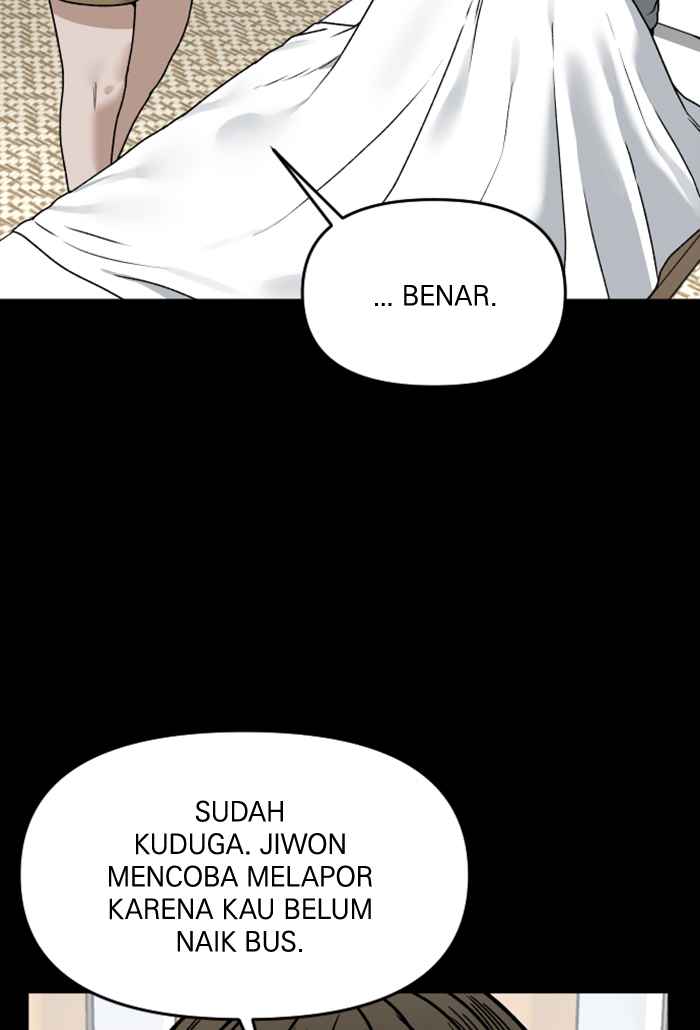 ... BENAR.
SUDAH
KUDUGA. JIWON
MENCOBA MELAPOR
KARENA KAU BELUM
NAIK BUS.